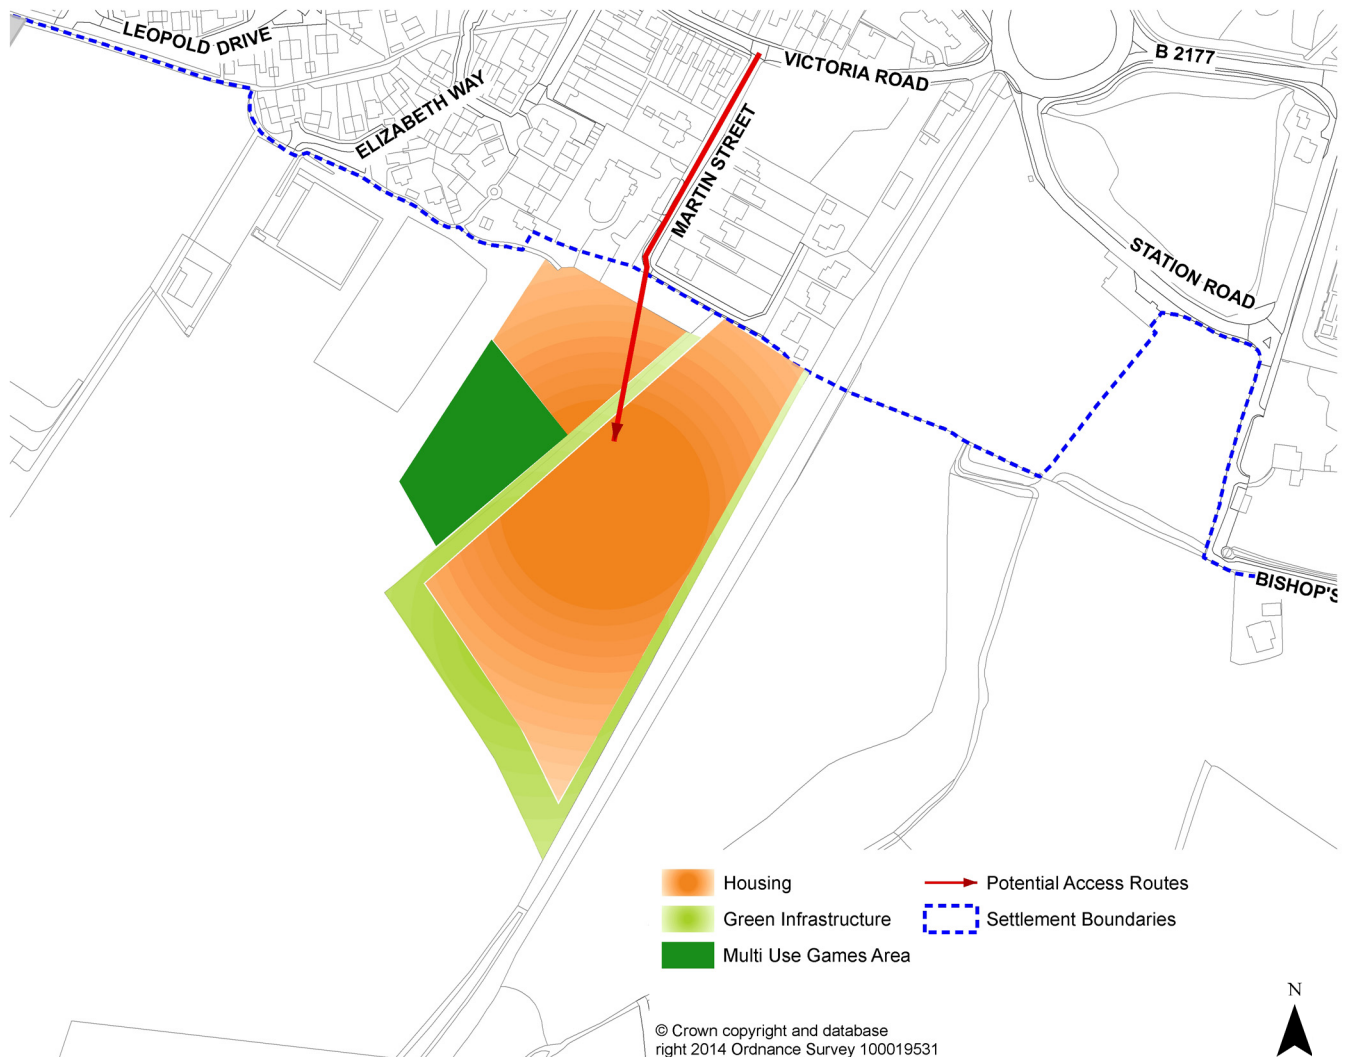 LEOPOLD DRIVE
ELIZABETH WAY
VICTORIA ROAD
B 2177
MARTIN STREET
STATION ROAD
BISHOP'S
Housing
Green Infrastructure
Multi Use Games Area
Potential Access Routes
Settlement Boundaries
N
© Crown copyright and database
right 2014 Ordnance Survey 100019531